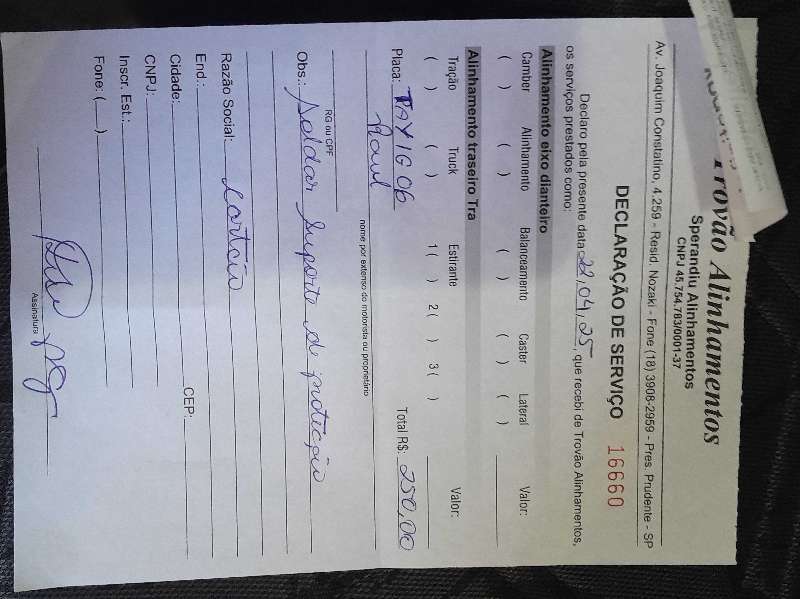 Trovão Alinhamentos
Sperandiu Alinhamentos
CNPJ 45.754.783/0001-37
Av. Joaquim Constatino, 4.259 - Resid. Nozaki - Fone (18) 3908-2959 - Pres. Prudente - SP
DECLARAÇÃO DE SERVIÇO 16660
Declaro pela presente data 22,04,25, que recebi de Trovão Alinhamentos,
os serviços prestados como:
Alinhamento eixo dianteiro
Camber Alinhamento Balanceamento Caster Lateral Valor:
( ) ( ) ( ) ( ) ( )
Alinhamento traseiro Tra
Tração Truck Estirante Valor:
( ) ( ) 1 ( ) 2 ( ) 3 ( )
Placa: TAY1G06 Total R$: 250,00
Raul
nome por extenso do motorista ou proprietário
RG ou CPF
Obs.: soldar suporte de proteção
Razão Social: cartão
End.:
Cidade: CEP:
CNPJ:
Inscr. Est.:
Fone: ( )
Assinatura